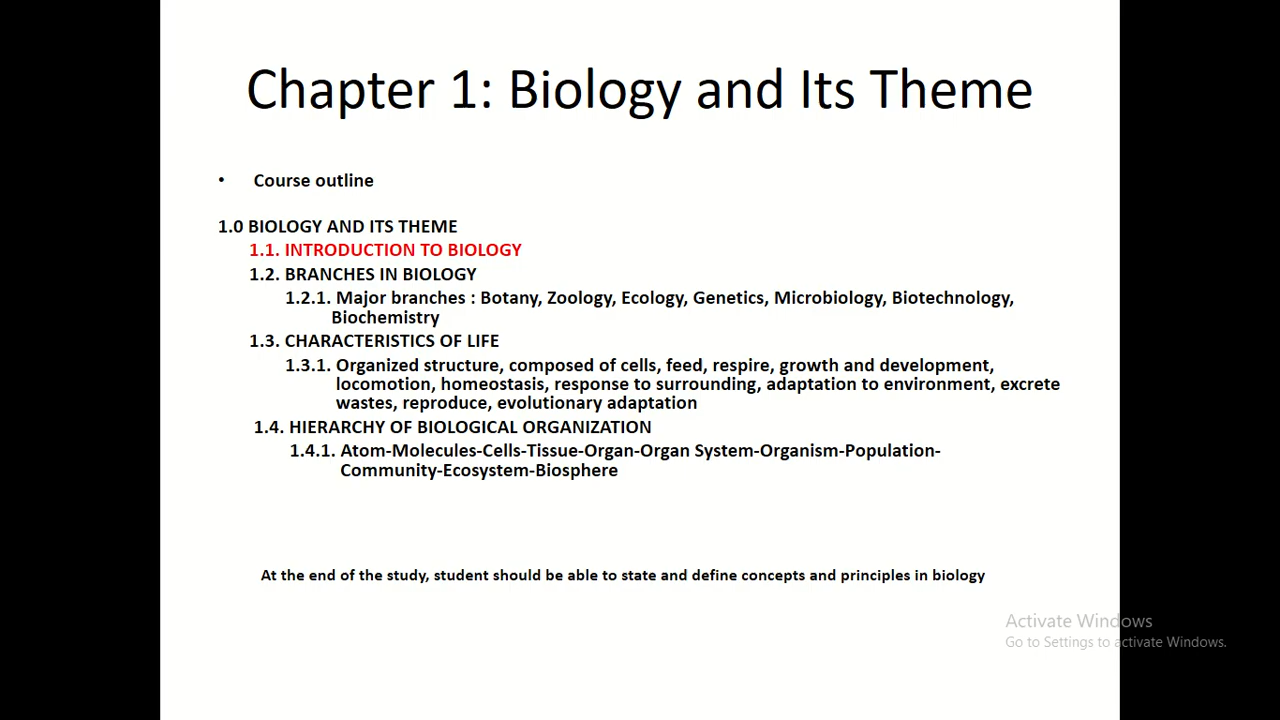 Chapter 1: Biology and Its Theme
• Course outline
1.0 BIOLOGY AND ITS THEME
1.1. INTRODUCTION TO BIOLOGY
1.2. BRANCHES IN BIOLOGY
1.2.1. Major branches : Botany, Zoology, Ecology, Genetics, Microbiology, Biotechnology,
Biochemistry
1.3. CHARACTERISTICS OF LIFE
1.3.1. Organized structure, composed of cells, feed, respire, growth and development,
locomotion, homeostasis, response to surrounding, adaptation to environment, excrete
wastes, reproduce, evolutionary adaptation
1.4. HIERARCHY OF BIOLOGICAL ORGANIZATION
1.4.1. Atom-Molecules-Cells-Tissue-Organ-Organ System-Organism-Population-
Community-Ecosystem-Biosphere
At the end of the study, student should be able to state and define concepts and principles in biology
Activate Windows
Go to Settings to activate Windows.